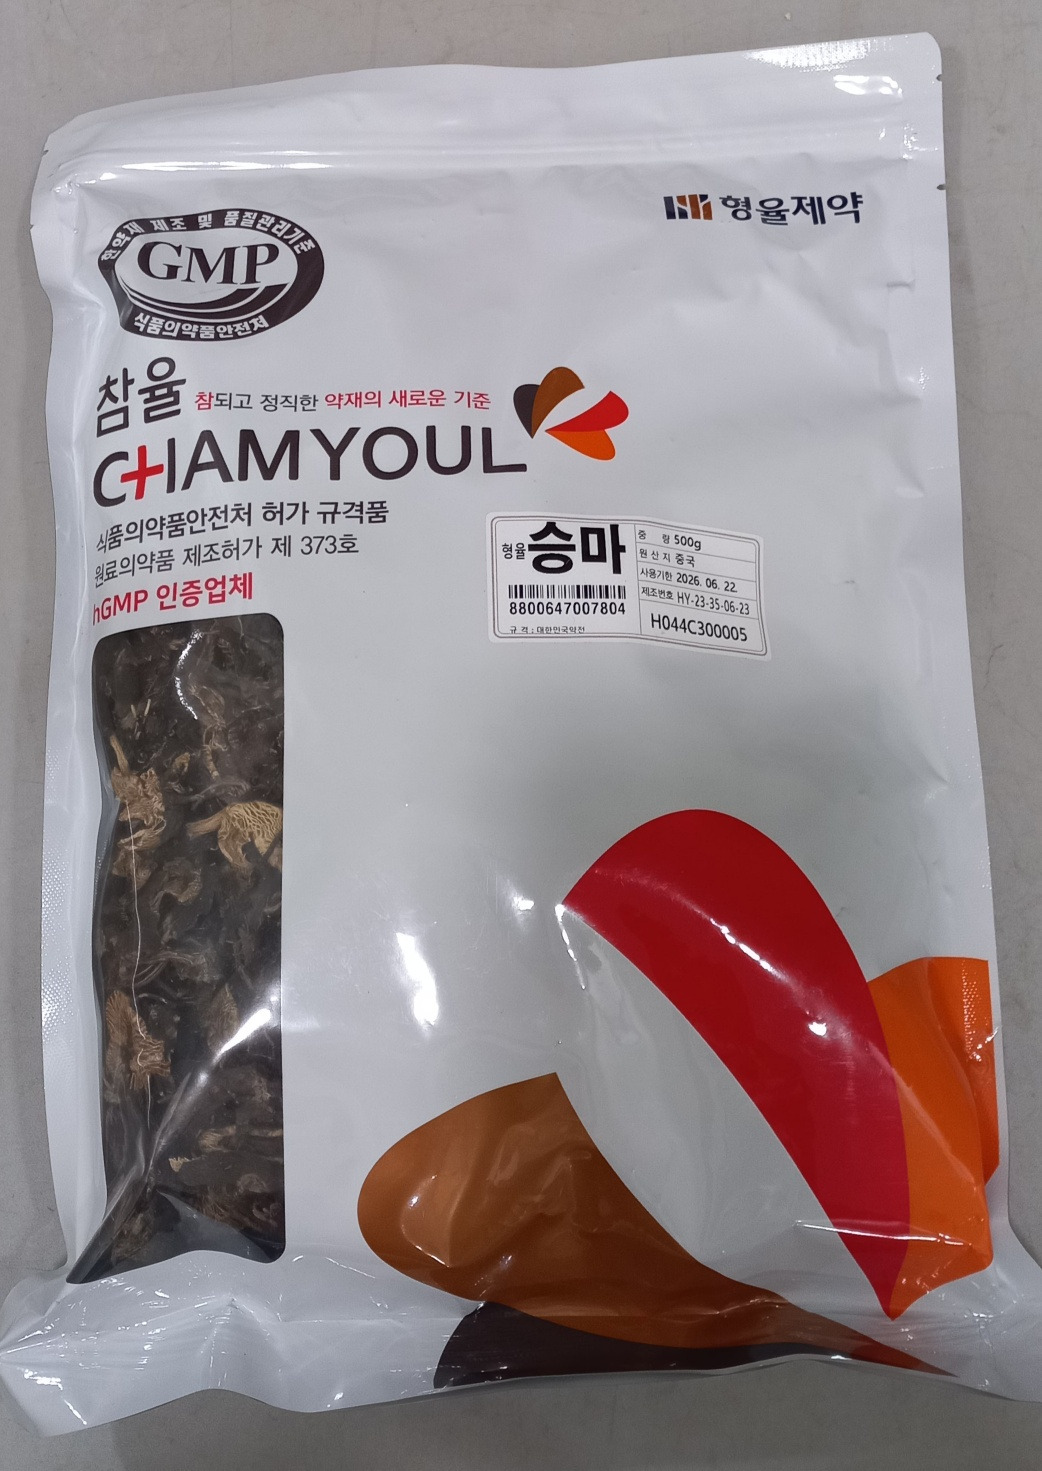 형율제약
한약재 제조 및 품질관리기준
GMP
식품의약품안전처
참율 참되고 정직한 약재의 새로운 기준
CHAMYOUL
식품의약품안전처 허가 규격품
원료의약품 제조허가 제 373호
hGMP 인증업체
형율 승마
8800647007804
규 격 : 대한민국약전
중 량 500g
원 산 지 중국
사용기한 2026. 06. 22.
제조번호 HY-23-35-06-23
H044C300005